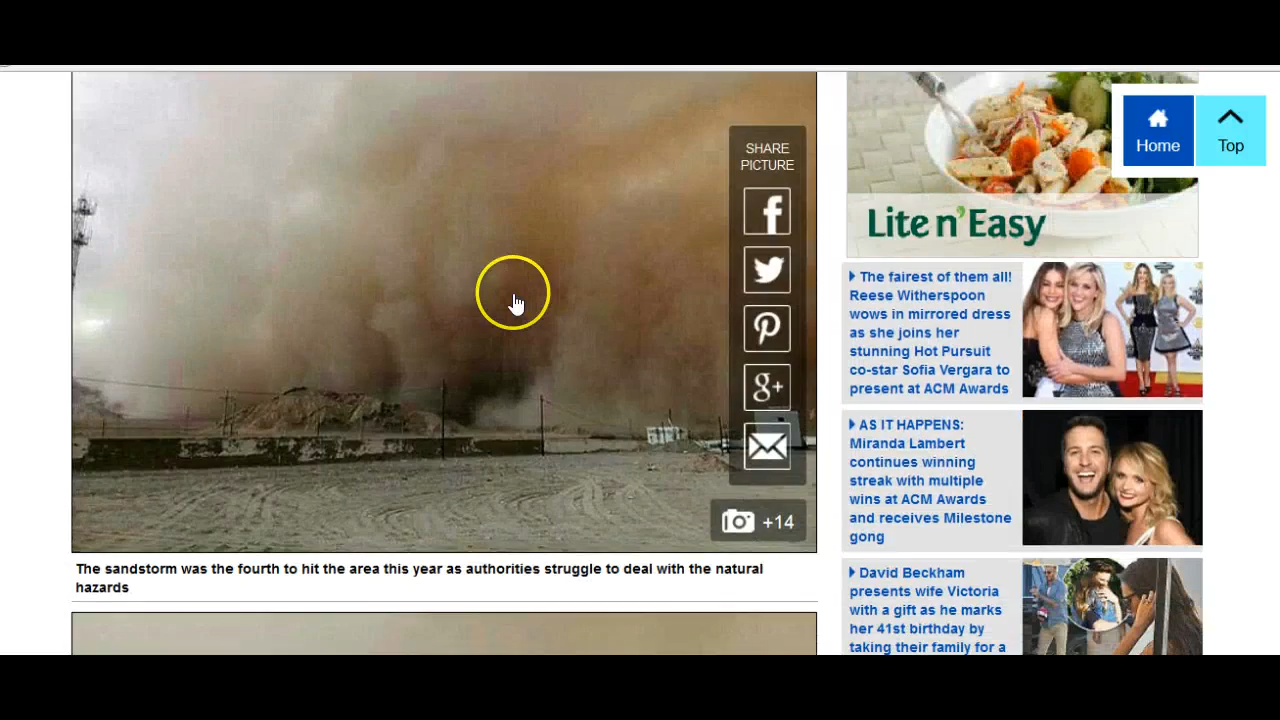 SHARE
PICTURE
+14
The sandstorm was the fourth to hit the area this year as authorities struggle to deal with the natural
hazards
Home
Top
Lite n'Easy
The fairest of them all!
Reese Witherspoon
wows in mirrored dress
as she joins her
stunning Hot Pursuit
co-star Sofia Vergara to
present at ACM Awards
AS IT HAPPENS:
Miranda Lambert
continues winning
streak with multiple
wins at ACM Awards
and receives Milestone
gong
David Beckham
presents wife Victoria
with a gift as he marks
her 41st birthday by
taking their family for a